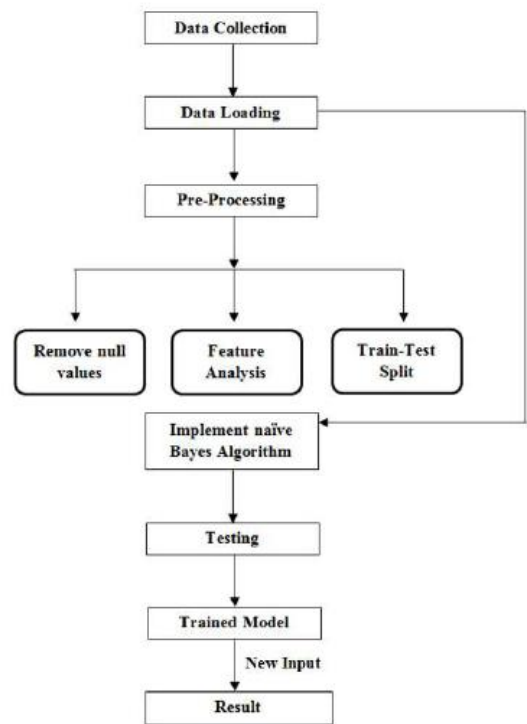 Data Collection
Data Loading
Pre-Processing
Remove null
values
Feature
Analysis
Train-Test
Split
Implement naïve
Bayes Algorithm
Testing
Trained Model
New Input
Result